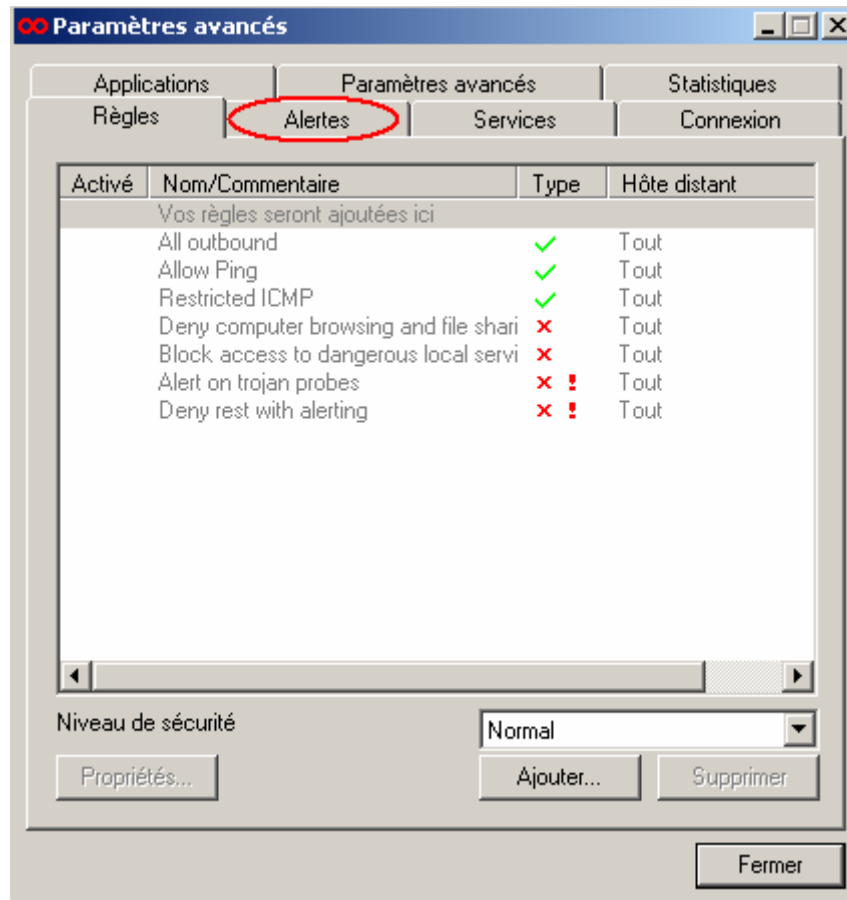 Paramètres avancés
Applications Paramètres avancés Statistiques
Règles Alertes Services Connexion
Activé Nom/Commentaire Type Hôte distant
Vos règles seront ajoutées ici
All outbound Tout
Allow Ping Tout
Restricted ICMP Tout
Deny computer browsing and file shari Tout
Block access to dangerous local servi Tout
Alert on trojan probes Tout
Deny rest with alerting Tout
Niveau de sécurité Normal
Propriétés... Ajouter... Supprimer
Fermer